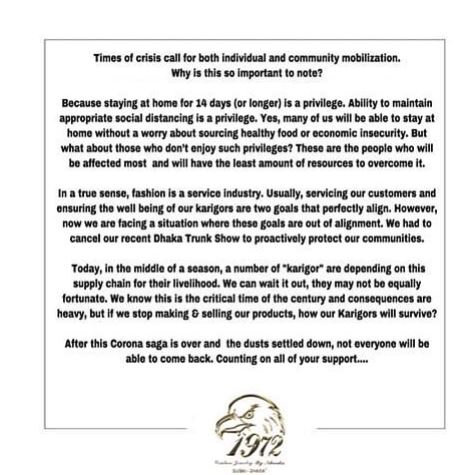 Times of crisis call for both individual and community mobilization.
Why is this so important to note?
Because staying at home for 14 days (or longer) is a privilege. Ability to maintain
appropriate social distancing is a privilege. Yes, many of us will be able to stay at
home without a worry about sourcing healthy food or economic insecurity. But
what about those who don't enjoy such privileges? These are the people who will
be affected most and will have the least amount of resources to overcome it.
In a true sense, fashion is a service industry. Usually, servicing our customers and
ensuring the well being of our karigors are two goals that perfectly align. However,
now we are facing a situation where these goals are out of alignment. We had to
cancel our recent Dhaka Trunk Show to proactively protect our communities.
Today, in the middle of a season, a number of "karigor" are depending on this
supply chain for their livelihood. We can wait it out, they may not be equally
fortunate. We know this is the critical time of the century and consequences are
heavy, but if we stop making & selling our products, how our Karigors will survive?
After this Corona saga is over and the dusts settled down, not everyone will be
able to come back. Counting on all of your support....
1972